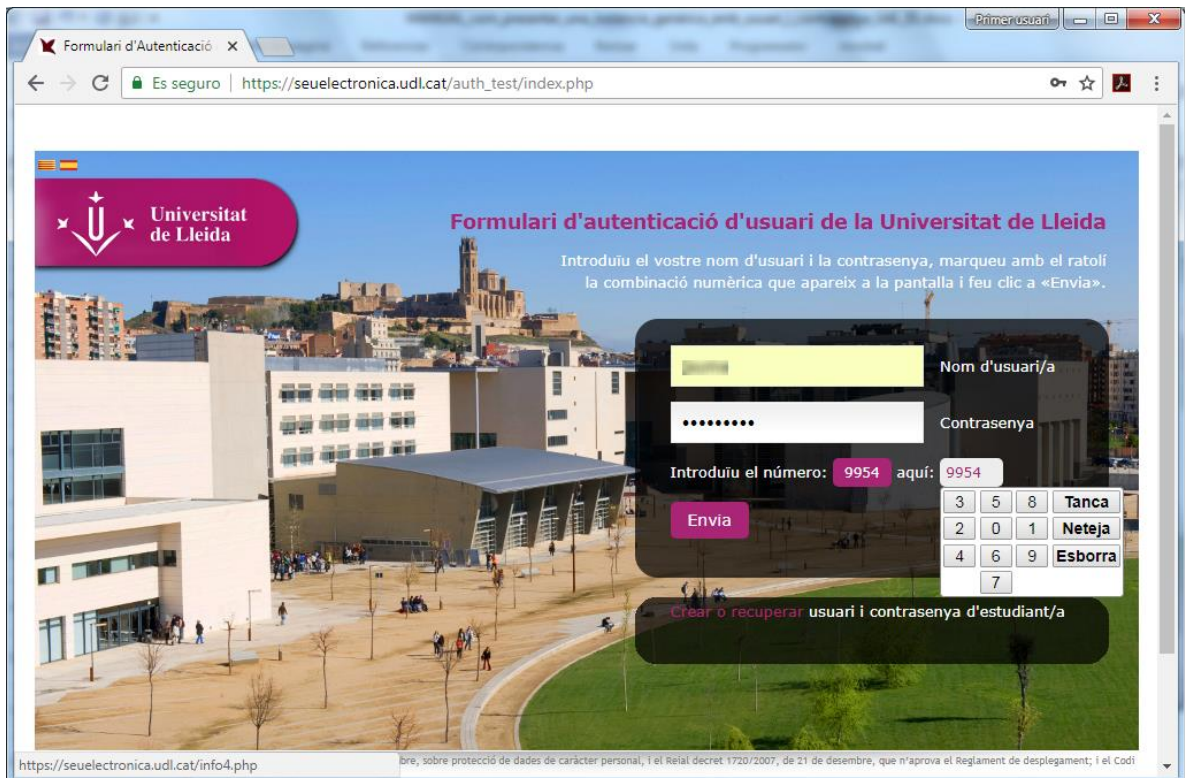 Primer usuari
Formulari d'Autenticació
Es seguro | https://seuelectronica.udl.cat/auth_test/index.php
Universitat
de Lleida
Formulari d'autenticació d'usuari de la Universitat de Lleida
Introduïu el vostre nom d'usuari i la contrasenya, marqueu amb el ratolí
la combinació numèrica que apareix a la pantalla i feu clic a «Envia».
Nom d'usuari/a
••••••••• Contrasenya
Introduïu el número: 9954 aquí: 9954
3 5 8 Tanca
Envia
2 0 1 Neteja
4 6 9 Esborra
7
Crear o recuperar usuari i contrasenya d'estudiant/a
https://seuelectronica.udl.cat/info4.php
bre, sobre protecció de dades de caràcter personal, i el Reial decret 1720/2007, de 21 de desembre, que n'aprova el Reglament de desplegament; i el Codi